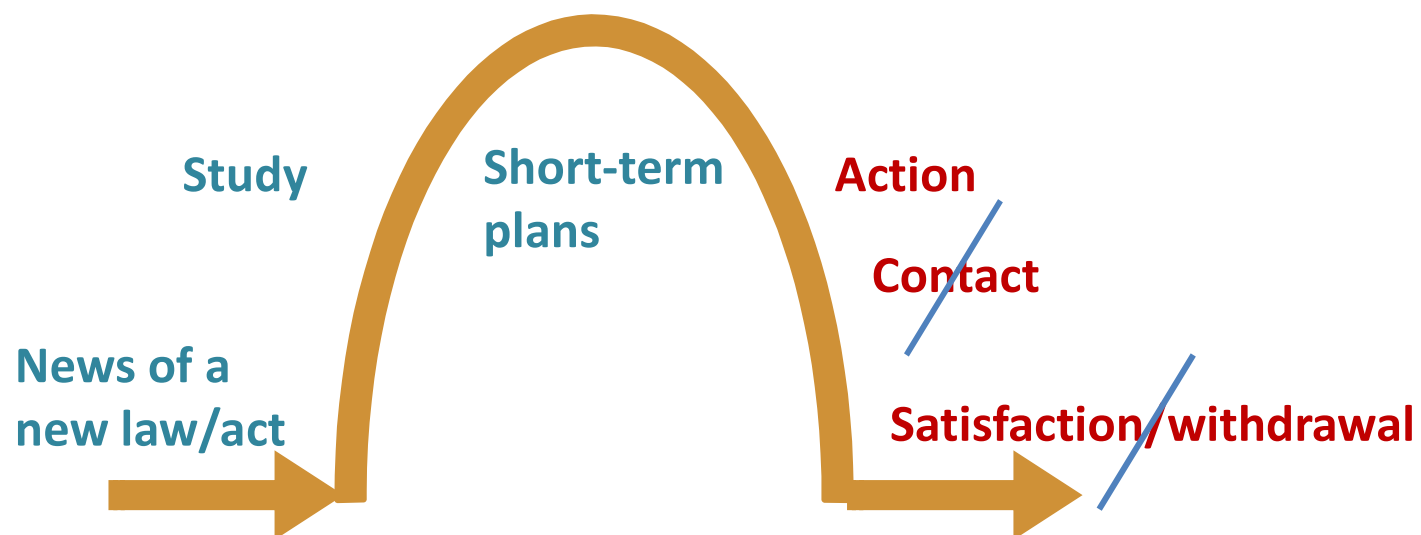 Study
Short-term
plans
Action
Contact
News of a
new law/act
Satisfaction/withdrawal